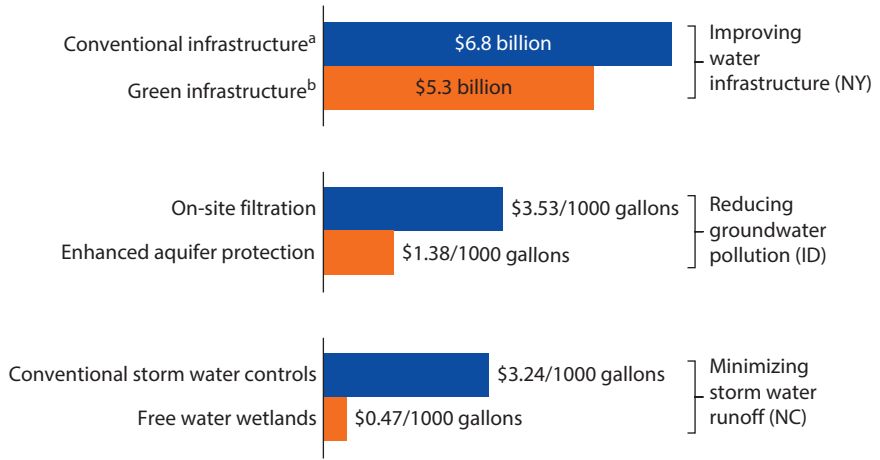 Conventional infrastructureᵃ
$6.8 billion
Improving
water
infrastructure (NY)
Green infrastructureᵇ
$5.3 billion
On-site filtration
$3.53/1000 gallons
Reducing
groundwater
pollution (ID)
Enhanced aquifer protection
$1.38/1000 gallons
Conventional storm water controls
$3.24/1000 gallons
Minimizing
storm water
runoff (NC)
Free water wetlands
$0.47/1000 gallons